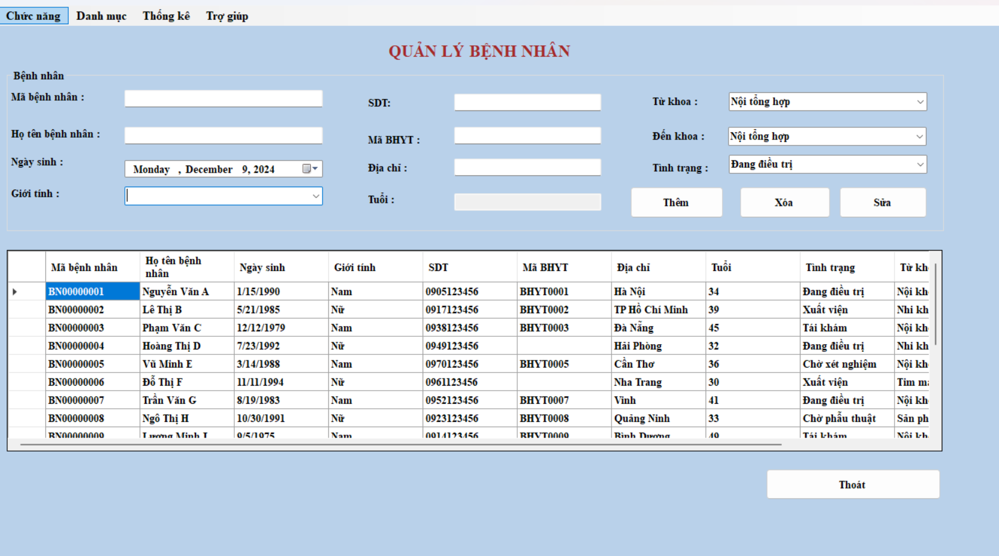 Chức năng Danh mục Thống kê Trợ giúp
QUẢN LÝ BỆNH NHÂN
Bệnh nhân
Mã bệnh nhân :
SDT:
Từ khoa : Nội tổng hợp
Họ tên bệnh nhân :
Mã BHYT :
Đến khoa : Nội tổng hợp
Ngày sinh : Monday , December 9, 2024
Địa chỉ :
Tình trạng : Đang điều trị
Giới tính :
Tuổi :
Thêm Xóa Sửa
Mã bệnh nhân Họ tên bệnh nhân Ngày sinh Giới tính SDT Mã BHYT Địa chỉ Tuổi Tình trạng Từ kh
BN00000001 Nguyễn Văn A 1/15/1990 Nam 0905123456 BHYT0001 Hà Nội 34 Đang điều trị Nội kh
BN00000002 Lê Thị B 5/21/1985 Nữ 0917123456 BHYT0002 TP Hồ Chí Minh 39 Xuất viện Nhi kh
BN00000003 Phạm Văn C 12/12/1979 Nam 0938123456 BHYT0003 Đà Nẵng 45 Tái khám Nội kh
BN00000004 Hoàng Thị D 7/23/1992 Nữ 0949123456 Hải Phòng 32 Đang điều trị Nhi kh
BN00000005 Vũ Minh E 3/14/1988 Nam 0970123456 BHYT0005 Cần Thơ 36 Chờ xét nghiệm Nội kh
BN00000006 Đỗ Thị F 11/11/1994 Nữ 0961123456 Nha Trang 30 Xuất viện Tim m
BN00000007 Trần Văn G 8/19/1983 Nam 0952123456 BHYT0007 Vinh 41 Đang điều trị Nội kh
BN00000008 Ngô Thị H 10/30/1991 Nữ 0923123456 BHYT0008 Quảng Ninh 33 Chờ phẫu thuật Sản ph
BN00000009 Lương Minh I 9/5/1975 Nam 0914123456 BHYT0009 Bình Dương 49 Tái khám Nội kh
Thoát